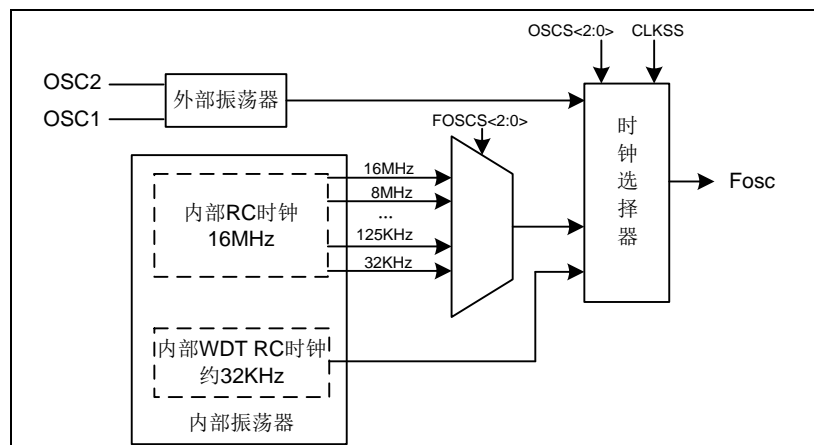 OSCS<2:0>
CLKSS
OSC2
OSC1
外部振荡器
FOSCS<2:0>
时
钟
选
择
器
Fosc
内部RC时钟
16MHz
16MHz
8MHz
...
125KHz
32KHz
内部WDT RC时钟
约32KHz
内部振荡器